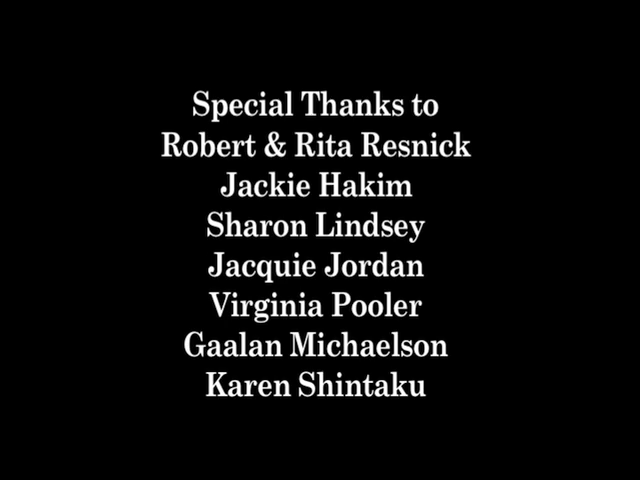 Special Thanks to
Robert & Rita Resnick
Jackie Hakim
Sharon Lindsey
Jacquie Jordan
Virginia Pooler
Gaalan Michaelson
Karen Shintaku